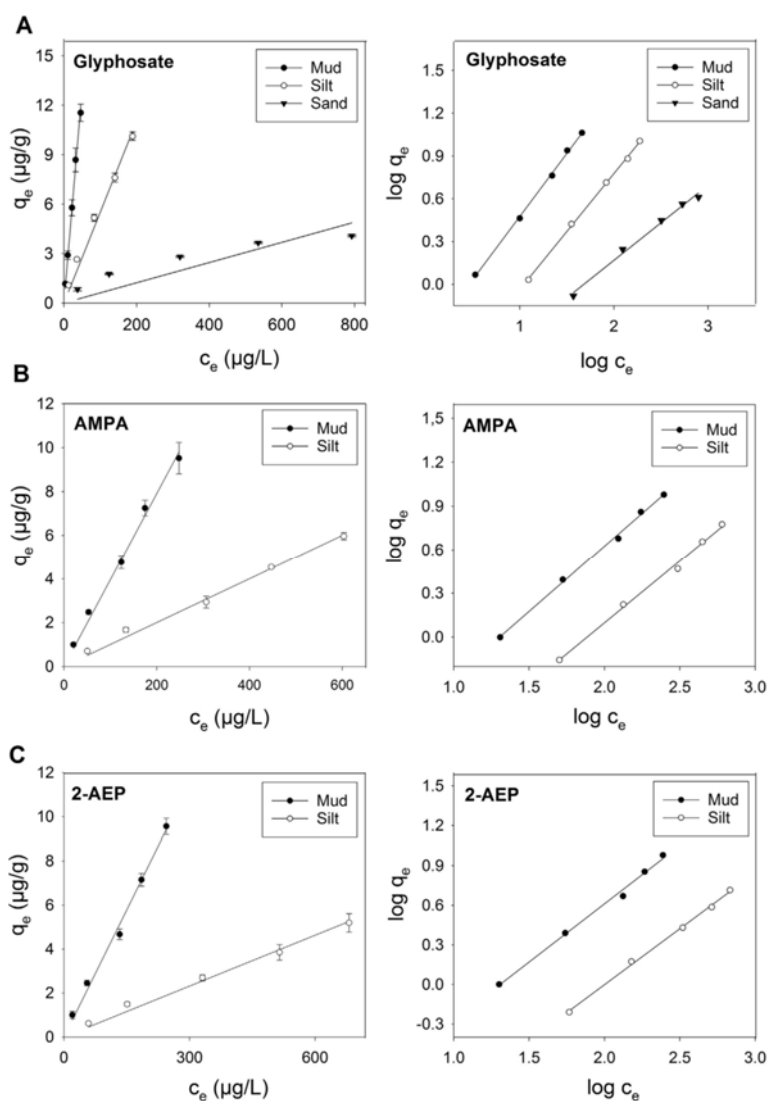 A
Glyphosate
Mud
Silt
Sand
15
12
9
6
3
0
qe (µg/g)
0 200 400 600 800
ce (µg/L)
Glyphosate
Mud
Silt
Sand
1.5
1.2
0.9
0.6
0.3
0.0
log qe
1 2 3
log ce
B
AMPA
Mud
Silt
12
10
8
6
4
2
0
qe (µg/g)
0 200 400 600
ce (µg/L)
AMPA
Mud
Silt
1.5
1.2
0.9
0.6
0.3
0.0
log qe
1.0 1.5 2.0 2.5 3.0
log ce
C
2-AEP
Mud
Silt
12
10
8
6
4
2
0
qe (µg/g)
0 300 600
ce (µg/L)
2-AEP
Mud
Silt
1.5
1.2
0.9
0.6
0.3
0.0
-0.3
log qe
1.0 1.5 2.0 2.5 3.0
log ce